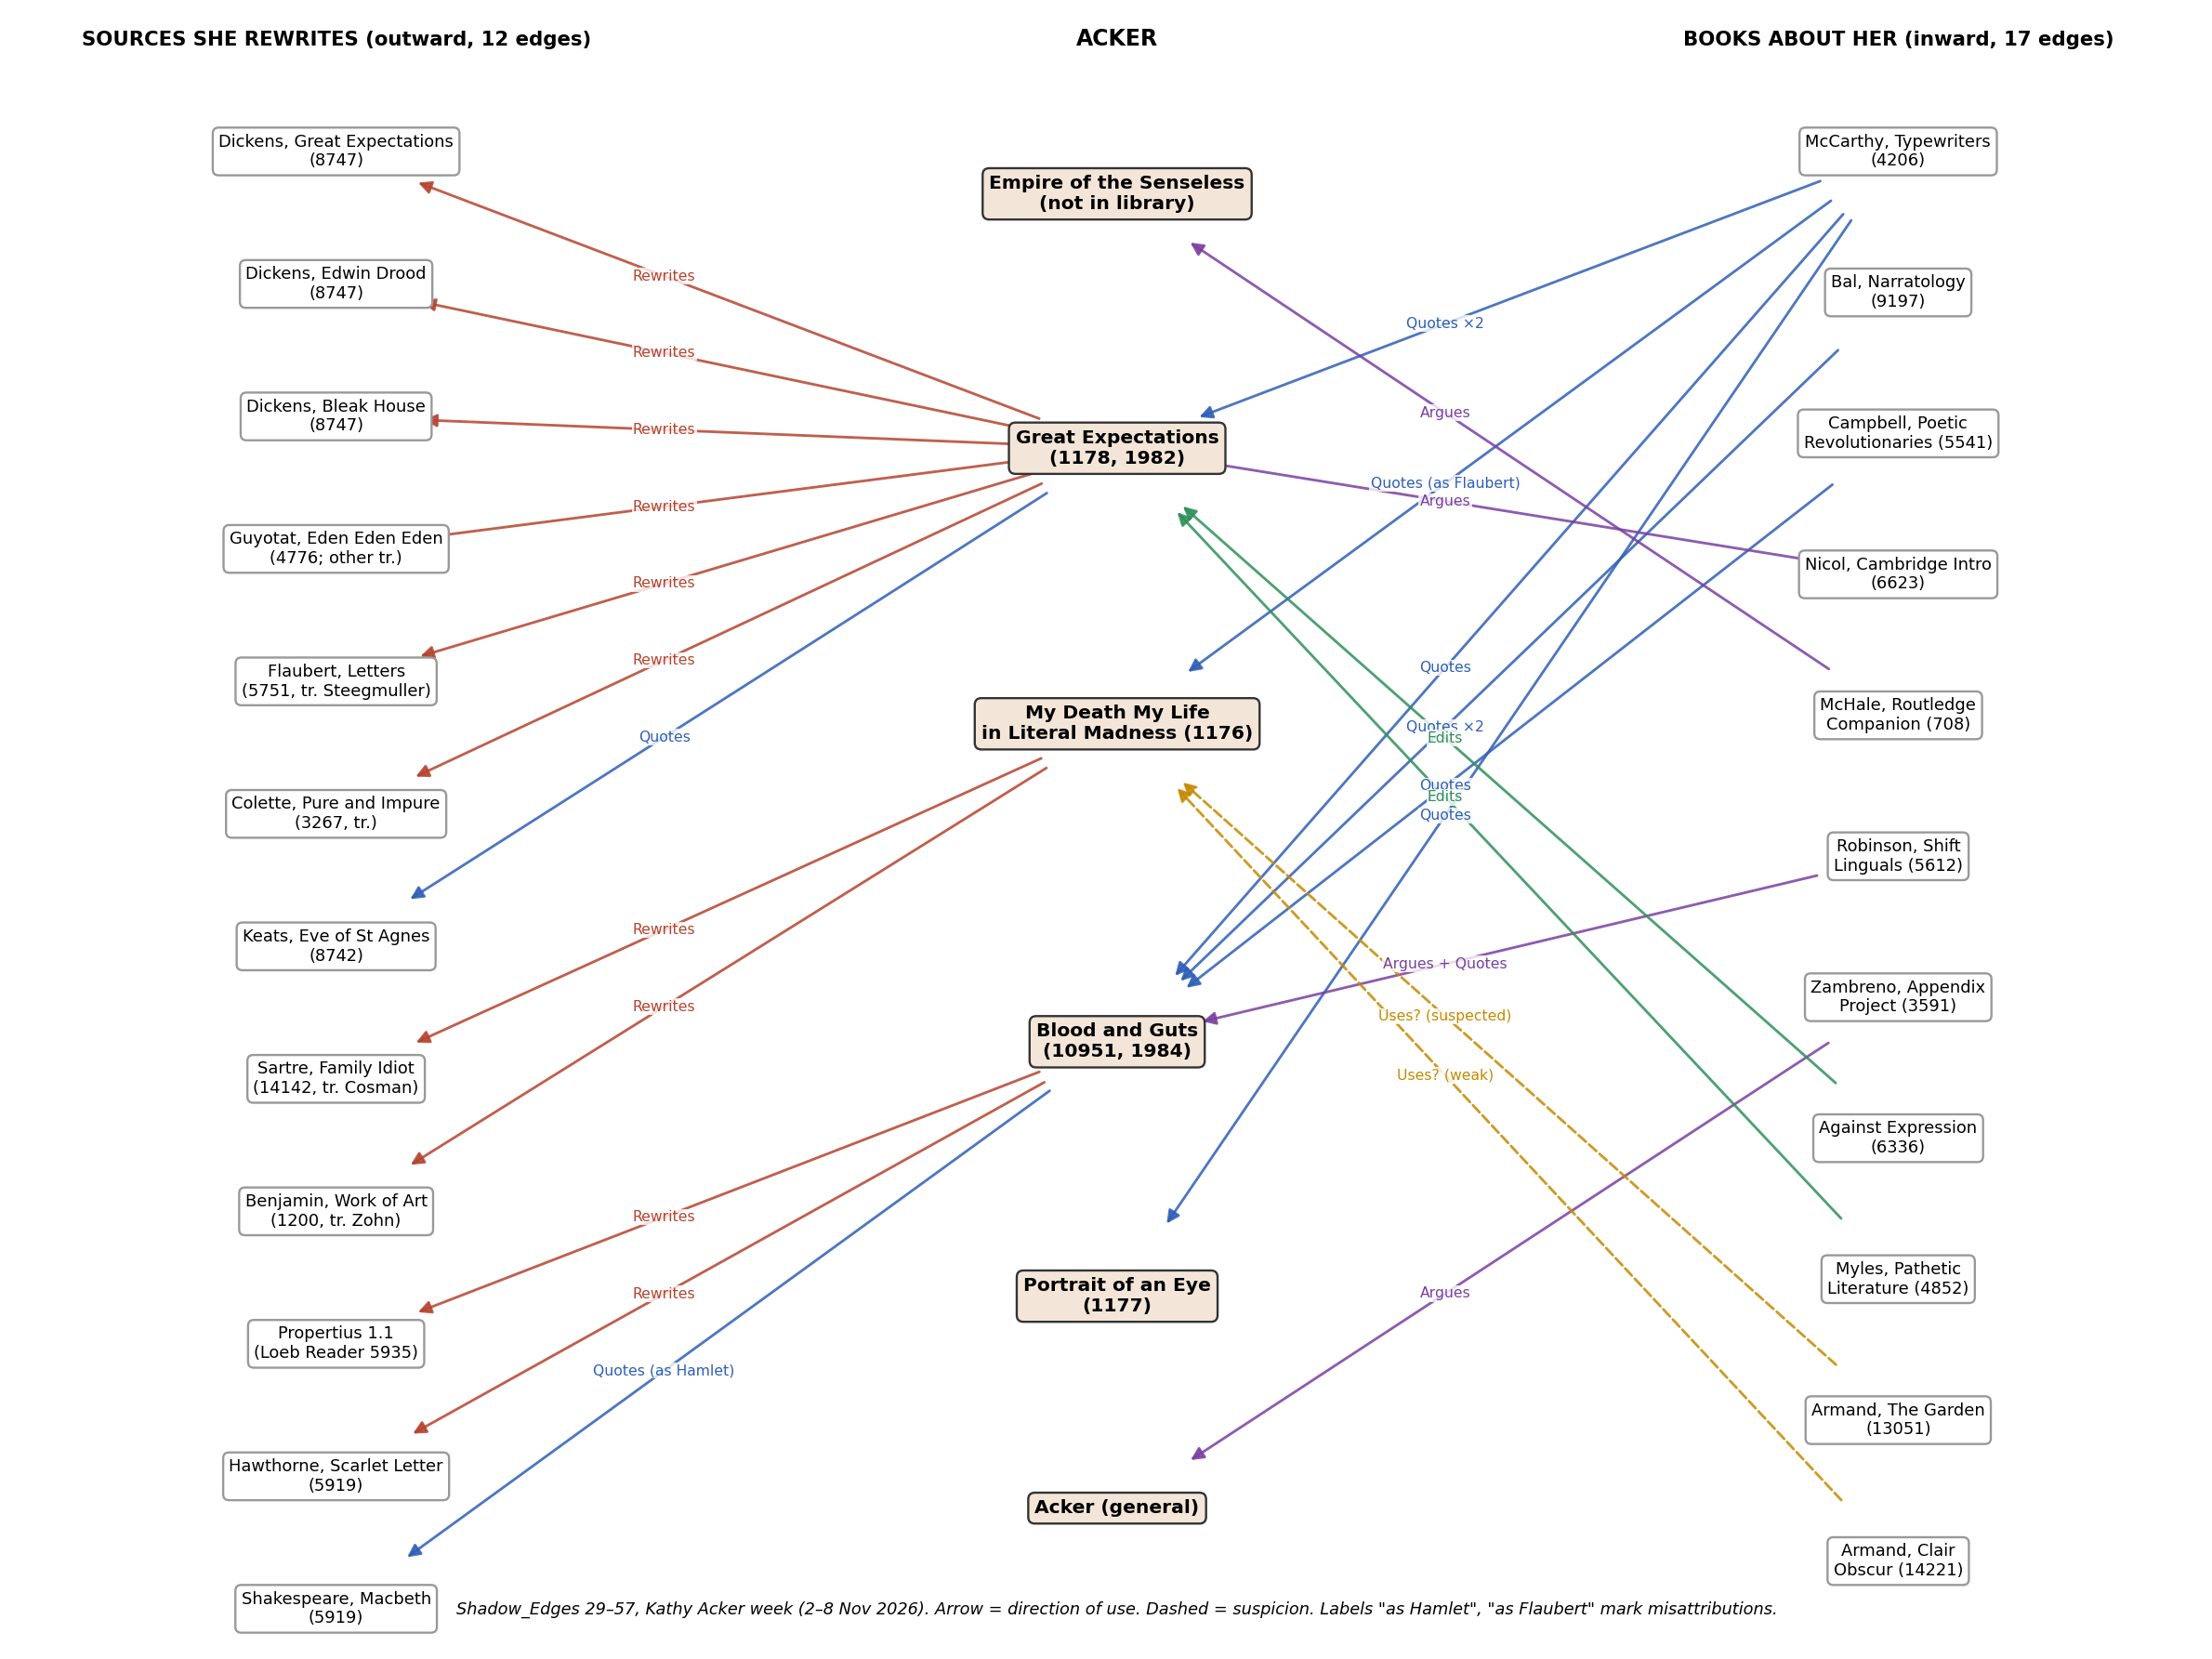 SOURCES SHE REWRITES (outward, 12 edges)
ACKER
BOOKS ABOUT HER (inward, 17 edges)
Dickens, Great Expectations
(8747)
Dickens, Edwin Drood
(8747)
Dickens, Bleak House
(8747)
Guyotat, Eden Eden Eden
(4776; other tr.)
Flaubert, Letters
(5751, tr. Steegmuller)
Colette, Pure and Impure
(3267, tr.)
Keats, Eve of St Agnes
(8742)
Sartre, Family Idiot
(14142, tr. Cosman)
Benjamin, Work of Art
(1200, tr. Zohn)
Propertius 1.1
(Loeb Reader 5935)
Hawthorne, Scarlet Letter
(5919)
Shakespeare, Macbeth
(5919)
Rewrites
Rewrites
Rewrites
Rewrites
Rewrites
Rewrites
Quotes
Rewrites
Rewrites
Rewrites
Rewrites
Quotes (as Hamlet)
Empire of the Senseless
(not in library)
Great Expectations
(1178, 1982)
My Death My Life
in Literal Madness (1176)
Blood and Guts
(10951, 1984)
Portrait of an Eye
(1177)
Acker (general)
Quotes ×2
Argues
Quotes (as Flaubert)
Argues
Quotes
Quotes ×2
Edits
Quotes
Edits
Quotes
Argues + Quotes
Uses? (suspected)
Uses? (weak)
Argues
McCarthy, Typewriters
(4206)
Bal, Narratology
(9197)
Campbell, Poetic
Revolutionaries (5541)
Nicol, Cambridge Intro
(6623)
McHale, Routledge
Companion (708)
Robinson, Shift
Linguals (5612)
Zambreno, Appendix
Project (3591)
Against Expression
(6336)
Myles, Pathetic
Literature (4852)
Armand, The Garden
(13051)
Armand, Clair
Obscur (14221)
Shadow_Edges 29–57, Kathy Acker week (2–8 Nov 2026). Arrow = direction of use. Dashed = suspicion. Labels "as Hamlet", "as Flaubert" mark misattributions.